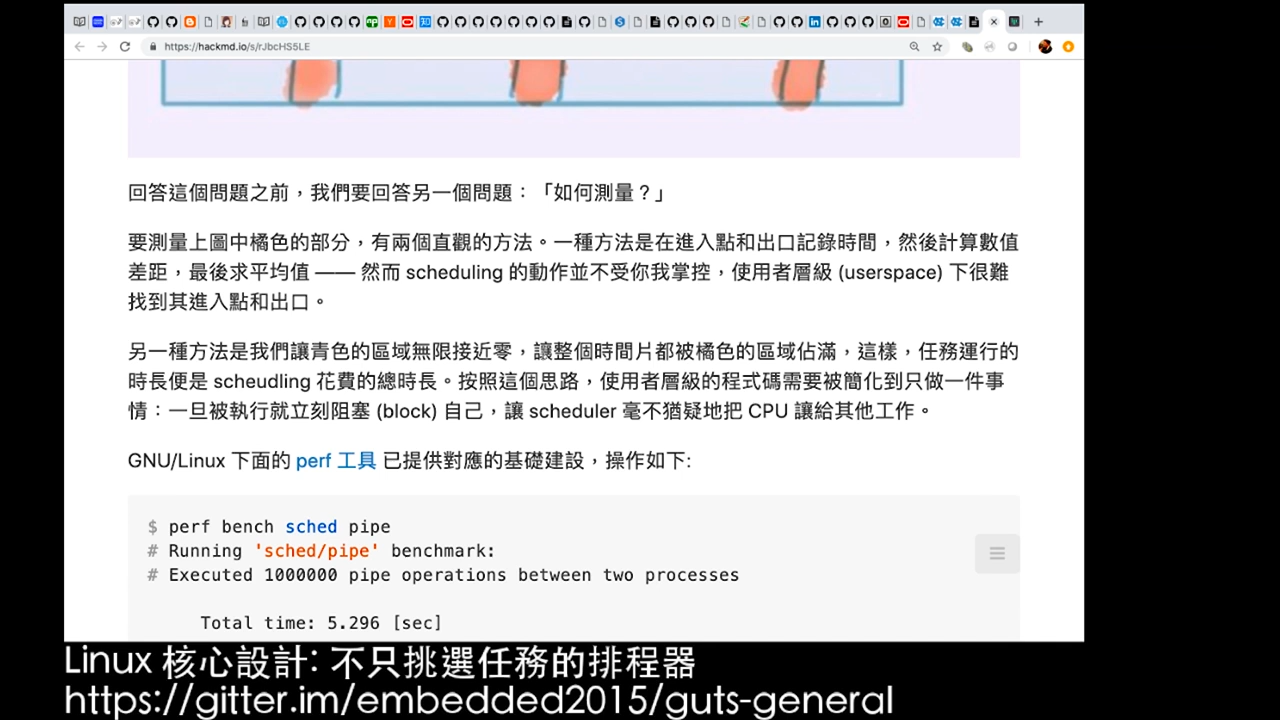 https://hackmd.io/s/rJbcHS5LE
回答這個問題之前，我們要回答另一個問題：「如何測量？」
要測量上圖中橘色的部分，有兩個直觀的方法。一種方法是在進入點和出口記錄時間，然後計算數值
差距，最後求平均值 —— 然而 scheduling 的動作並不受你我掌控，使用者層級 (userspace) 下很難
找到其進入點和出口。
另一種方法是我們讓青色的區域無限接近零，讓整個時間片都被橘色的區域佔滿，這樣，任務運行的
時長便是 scheudling 花費的總時長。按照這個思路，使用者層級的程式碼需要被簡化到只做一件事
情：一旦被執行就立刻阻塞 (block) 自己，讓 scheduler 毫不猶疑地把 CPU 讓給其他工作。
GNU/Linux 下面的 perf 工具 已提供對應的基礎建設，操作如下:
$ perf bench sched pipe
# Running 'sched/pipe' benchmark:
# Executed 1000000 pipe operations between two processes
Total time: 5.296 [sec]
Linux 核心設計: 不只挑選任務的排程器
https://gitter.im/embedded2015/guts-general